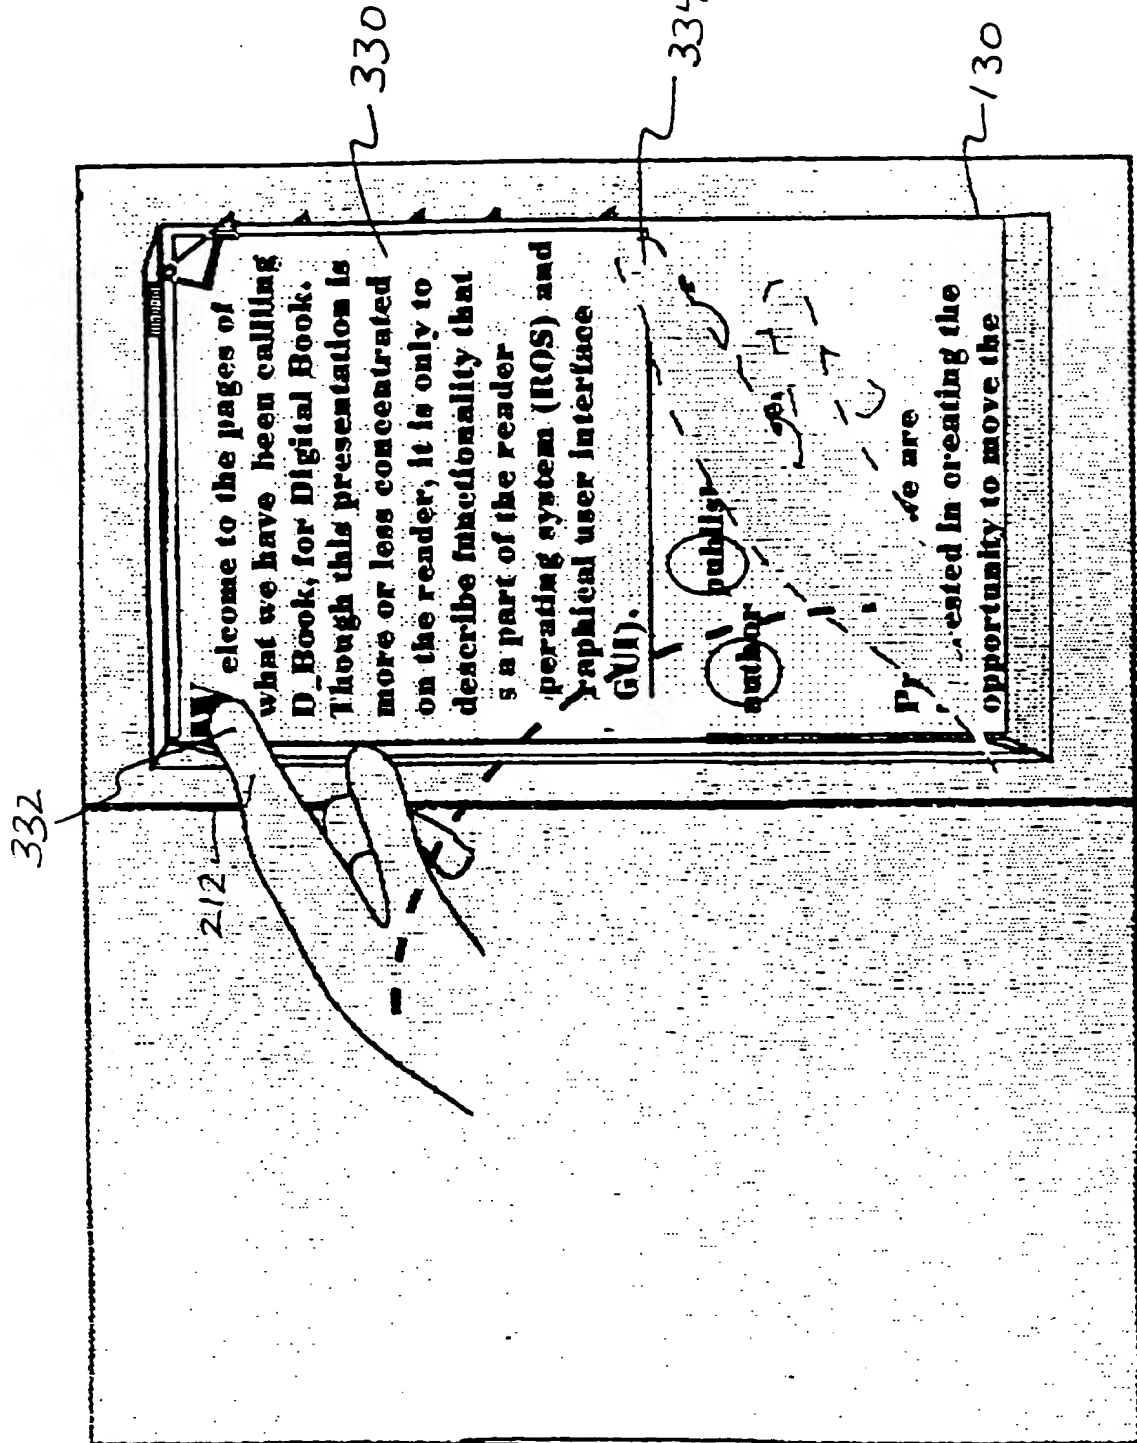 330
334
130
332
212
W
elcome to the pages of
what we have been calling
D_Book, for Digital Book.
Though this presentation is
more or less concentrated
on the reader, it is only to
describe functionality that
s a part of the reader
perating system (ROS) and
raphical user interface
GUI).
author publis
We are
ested in creating the
opportunity to move the